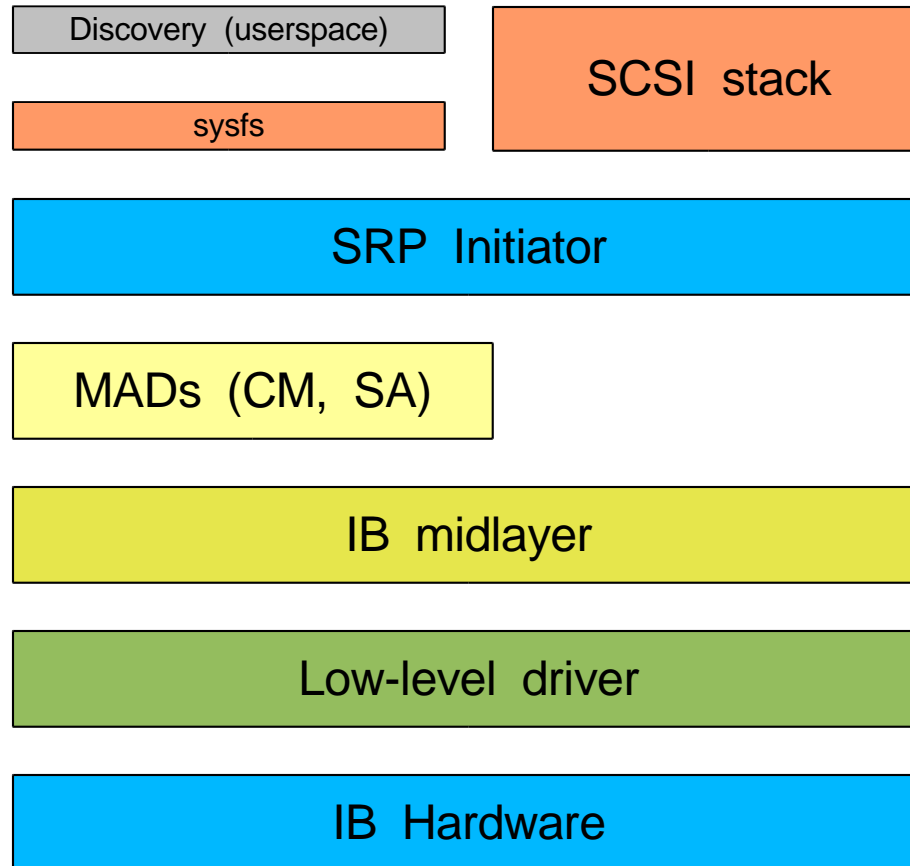 Discovery (userspace)
SCSI stack
sysfs
SRP Initiator
MADs (CM, SA)
IB midlayer
Low-level driver
IB Hardware